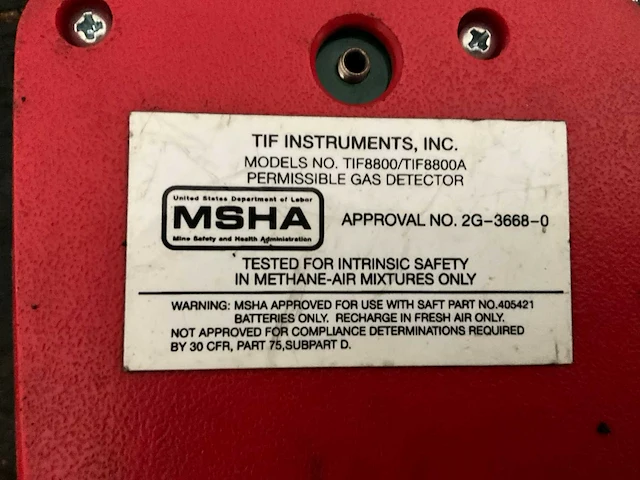 TIF INSTRUMENTS, INC.
MODELS NO. TIF8800/TIF8800A
PERMISSIBLE GAS DETECTOR
United States Department of Labor
MSHA
Mine Safety and Health Administration
APPROVAL NO. 2G-3668-0
TESTED FOR INTRINSIC SAFETY
IN METHANE-AIR MIXTURES ONLY
WARNING: MSHA APPROVED FOR USE WITH SAFT PART NO.405421
BATTERIES ONLY. RECHARGE IN FRESH AIR ONLY.
NOT APPROVED FOR COMPLIANCE DETERMINATIONS REQUIRED
BY 30 CFR, PART 75,SUBPART D.